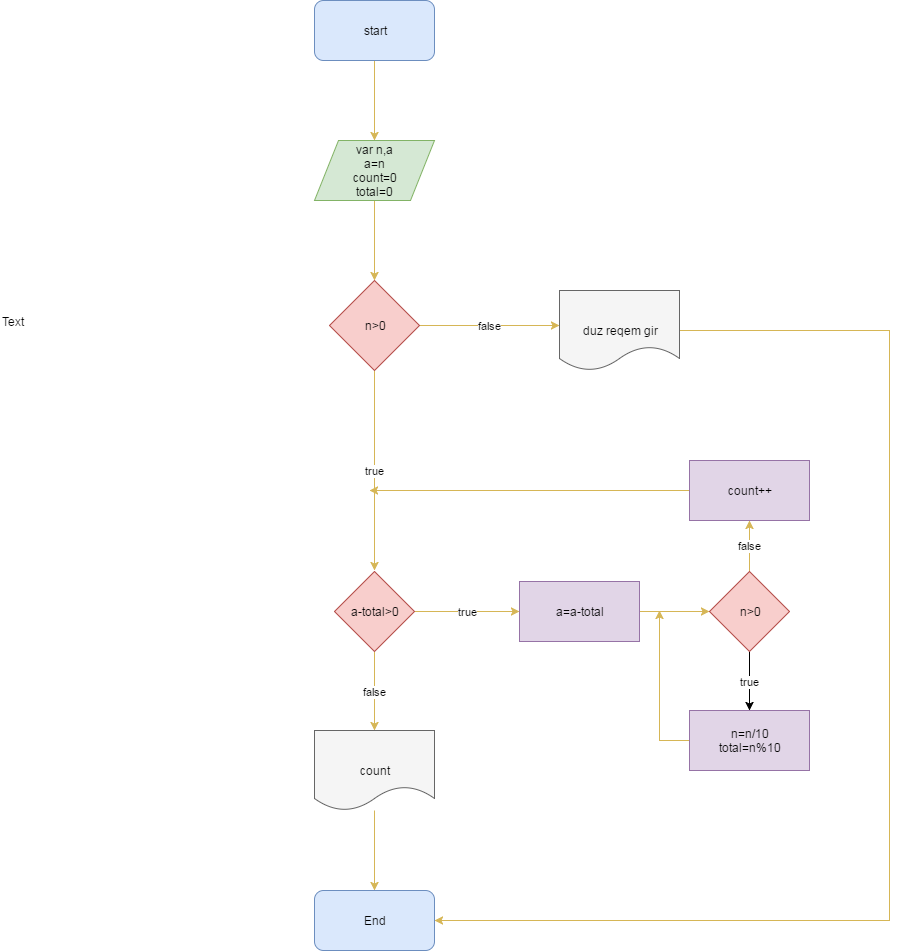 start
var n,a
a=n
count=0
total=0
Text
n>0
false
duz reqem gir
true
count++
false
a-total>0
true
a=a-total
n>0
true
false
n=n/10
total=n%10
count
End